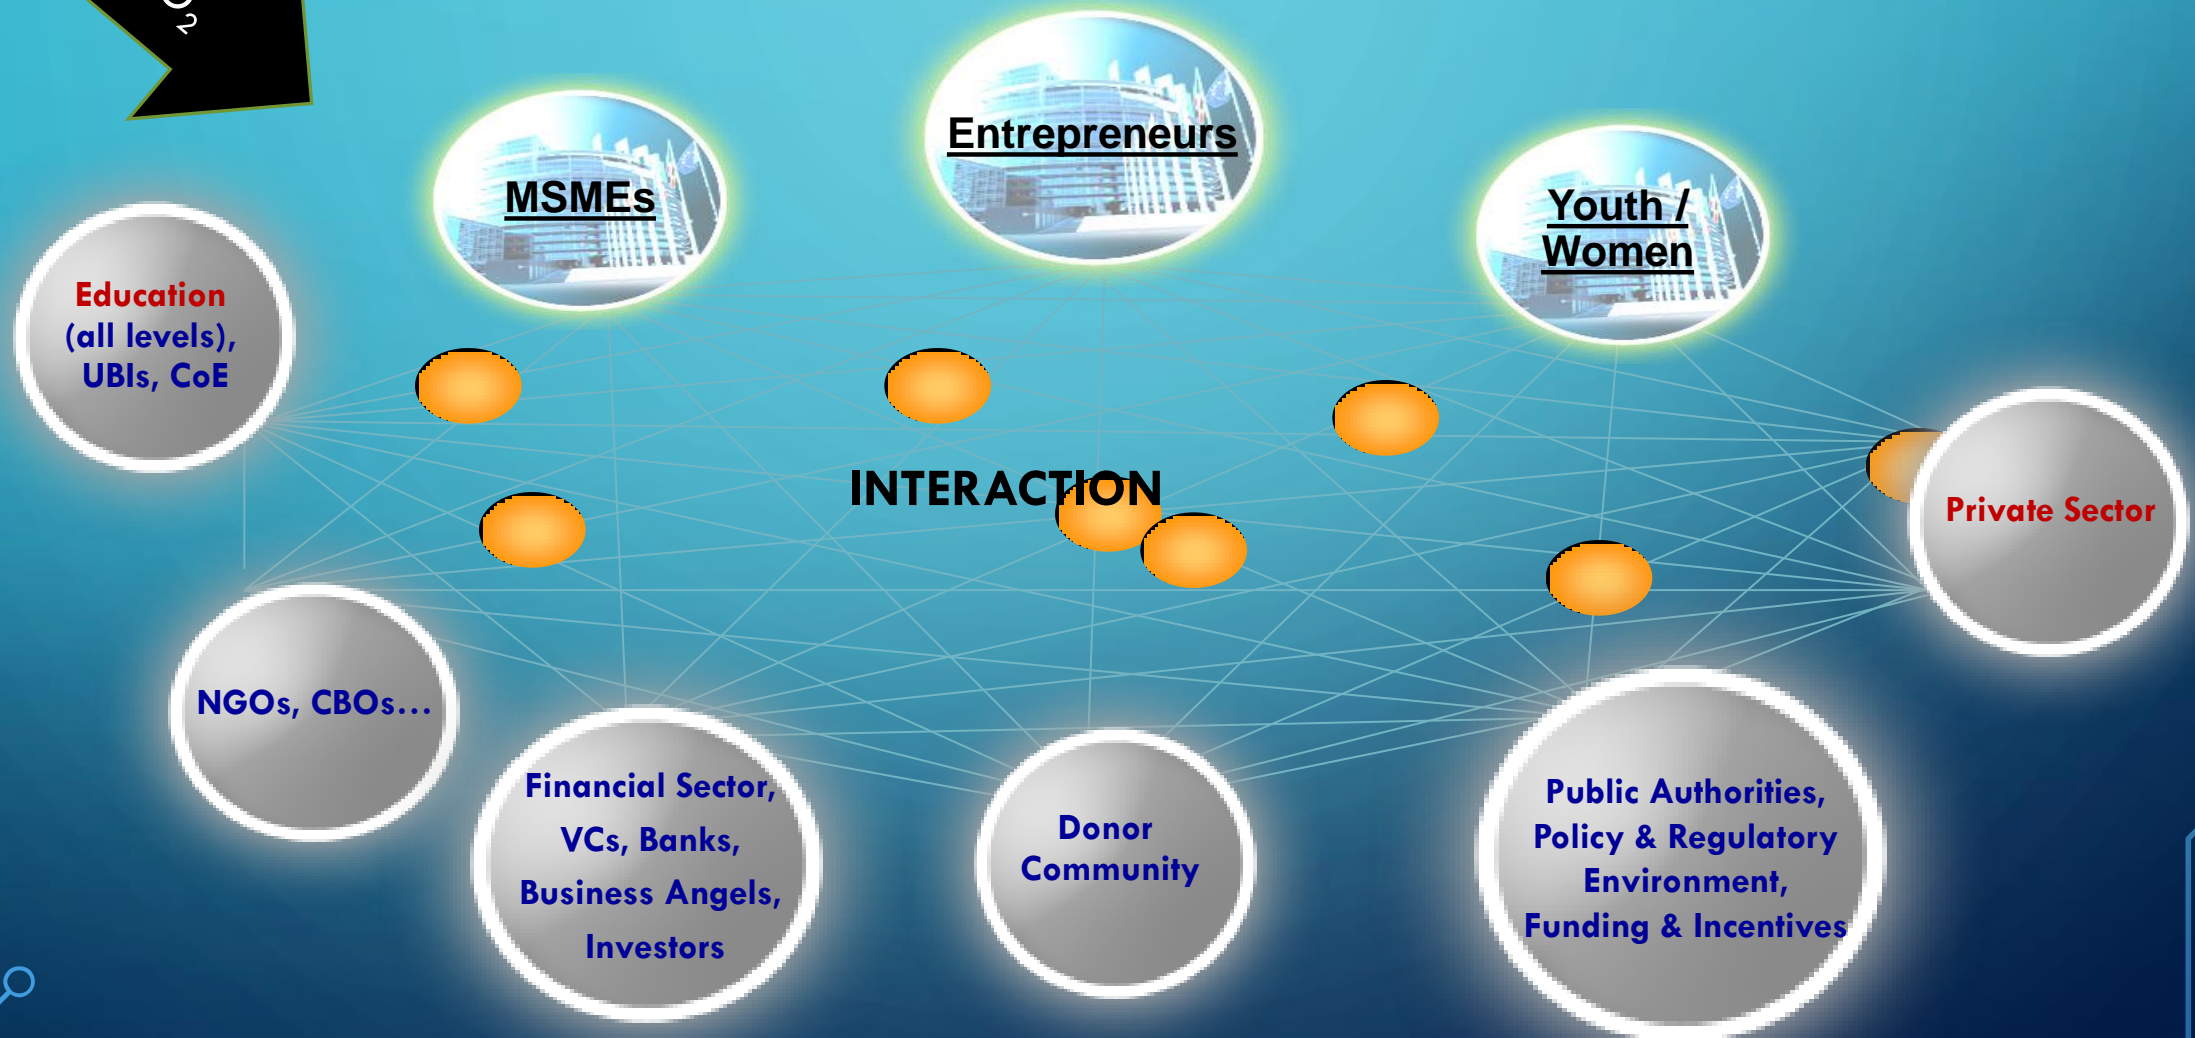 Entrepreneurs
MSMEs
Youth /
Women
Education
(all levels),
UBIs, CoE
INTERACTION
Private Sector
NGOs, CBOs...
Financial Sector,
VCs, Banks,
Business Angels,
Investors
Donor
Community
Public Authorities,
Policy & Regulatory
Environment,
Funding & Incentives